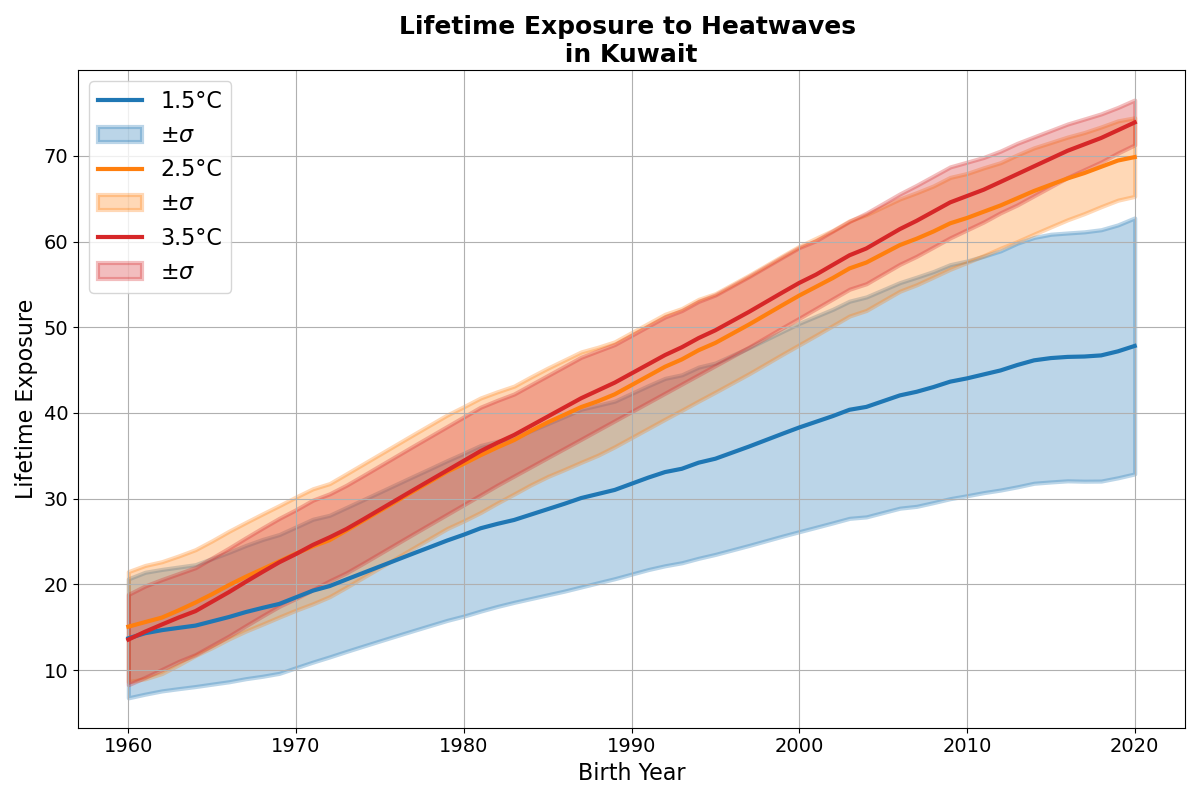 Lifetime Exposure to Heatwaves
in Kuwait
1.5°C
±σ
2.5°C
±σ
3.5°C
±σ
Lifetime Exposure
70
60
50
40
30
20
10
1960 1970 1980 1990 2000 2010 2020
Birth Year